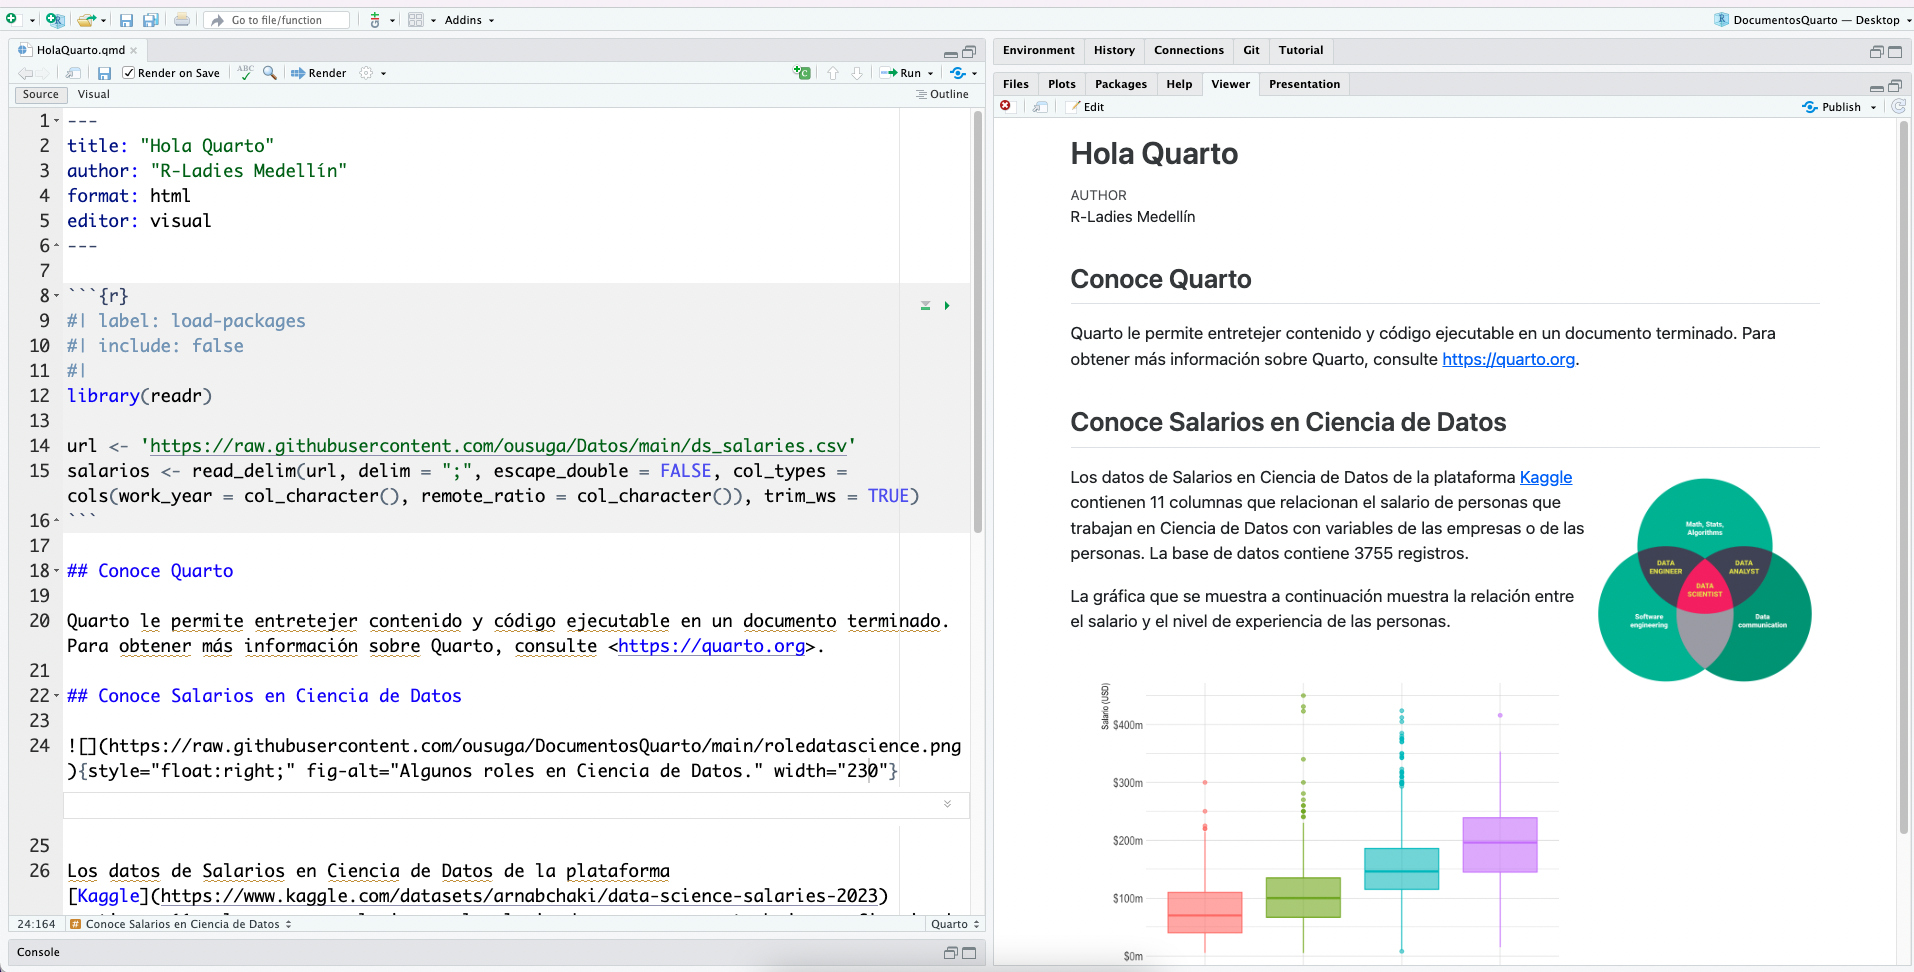 Go to file/function
Addins
DocumentosQuarto — Desktop
HolaQuarto.qmd
Render on Save
ABC
Render
Run
Source
Visual
Outline
1 ---
2 title: "Hola Quarto"
3 author: "R-Ladies Medellín"
4 format: html
5 editor: visual
6 ---
7
8 ```{r}
9 #| label: load-packages
10 #| include: false
11 #|
12 library(readr)
13
14 url <- 'https://raw.githubusercontent.com/ousuga/Datos/main/ds_salaries.csv'
15 salarios <- read_delim(url, delim = ";", escape_double = FALSE, col_types =
cols(work_year = col_character(), remote_ratio = col_character()), trim_ws = TRUE)
16 ```
17
18 ## Conoce Quarto
19
20 Quarto le permite entretejer contenido y código ejecutable en un documento terminado.
Para obtener más información sobre Quarto, consulte <https://quarto.org>.
21
22 ## Conoce Salarios en Ciencia de Datos
23
24 ![](https://raw.githubusercontent.com/ousuga/DocumentosQuarto/main/roledatascience.png
){style="float:right;" fig-alt="Algunos roles en Ciencia de Datos." width="230"}
25
26 Los datos de Salarios en Ciencia de Datos de la plataforma
[Kaggle](https://www.kaggle.com/datasets/arnabchaki/data-science-salaries-2023)
24:164
# Conoce Salarios en Ciencia de Datos
Quarto
Console
Environment
History
Connections
Git
Tutorial
Files
Plots
Packages
Help
Viewer
Presentation
Edit
Publish
Hola Quarto
AUTHOR
R-Ladies Medellín
Conoce Quarto
Quarto le permite entretejer contenido y código ejecutable en un documento terminado. Para
obtener más información sobre Quarto, consulte https://quarto.org.
Conoce Salarios en Ciencia de Datos
Los datos de Salarios en Ciencia de Datos de la plataforma Kaggle
contienen 11 columnas que relacionan el salario de personas que
trabajan en Ciencia de Datos con variables de las empresas o de las
personas. La base de datos contiene 3755 registros.
La gráfica que se muestra a continuación muestra la relación entre
el salario y el nivel de experiencia de las personas.
Math, Stats,
Algorithms
DATA
ENGINEER
DATA
ANALYST
DATA
SCIENTIST
Software
engineering
Data
communication
Salario (USD)
$400m
$300m
$200m
$100m
$0m